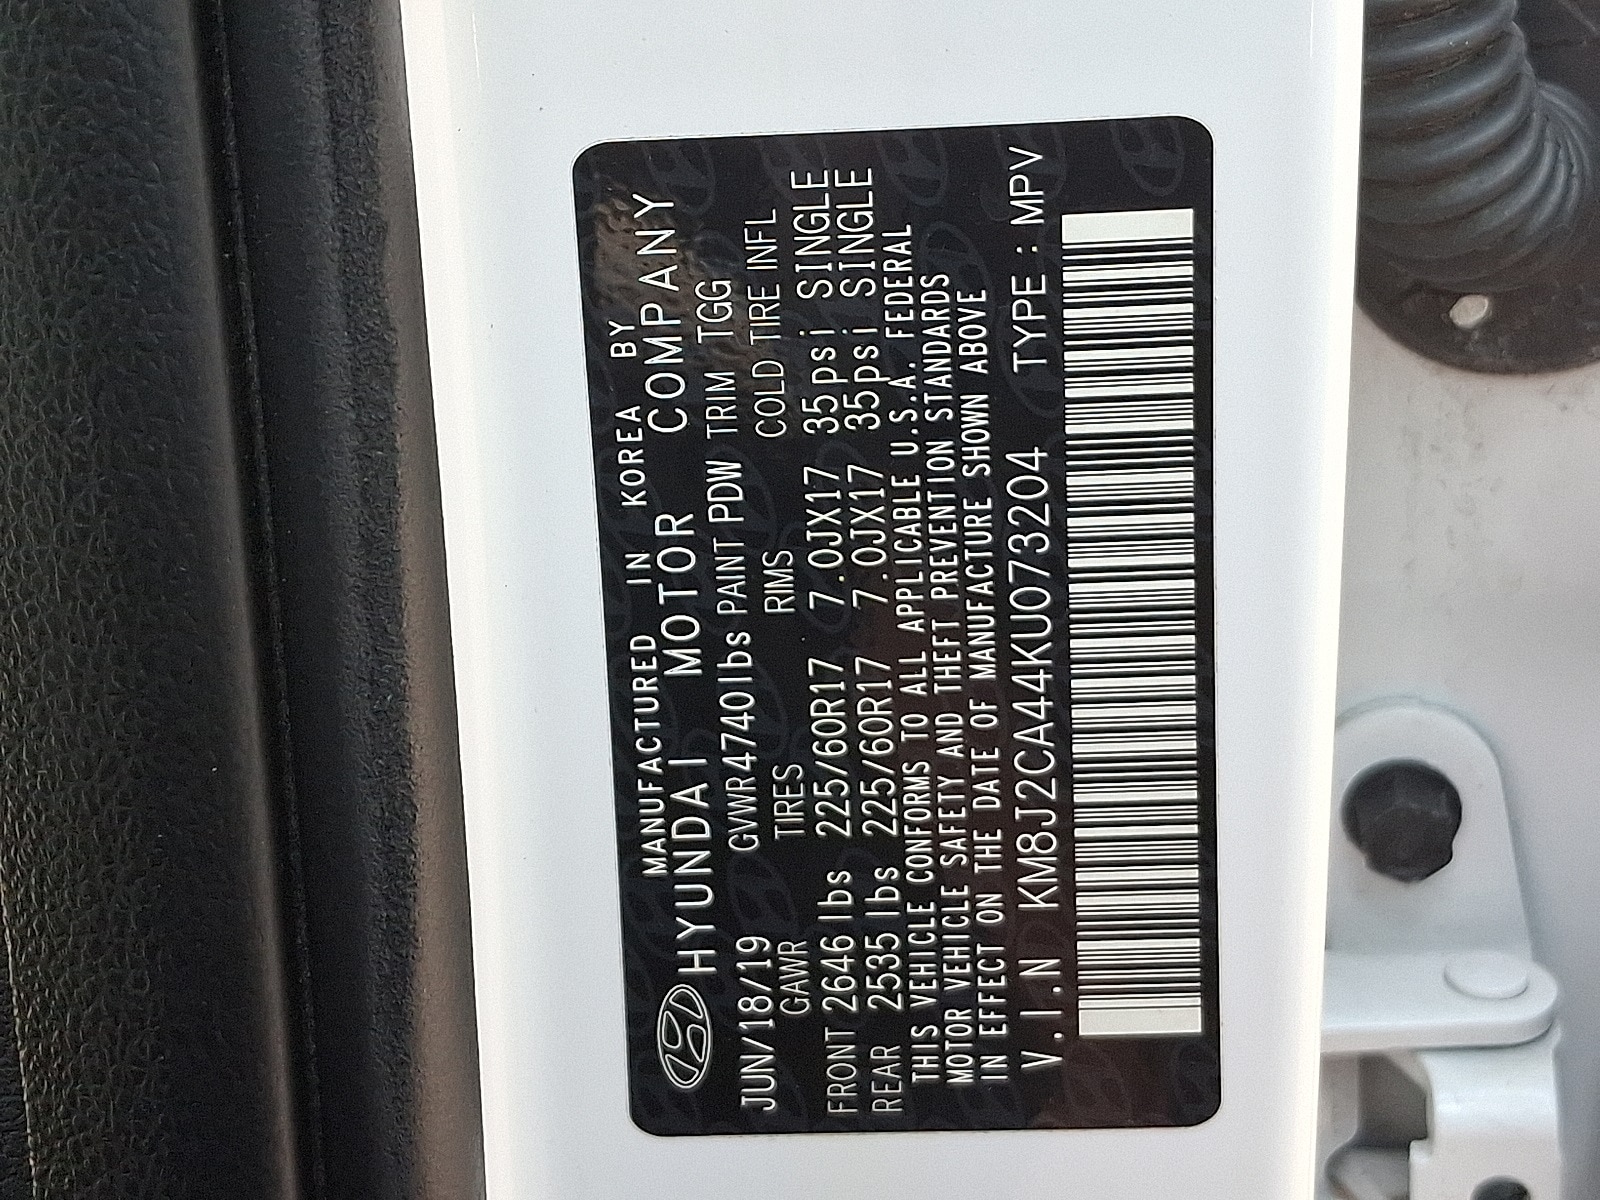 MANUFACTURED IN KOREA BY
HYUNDAI MOTOR COMPANY
JUN/18/19 GVWR4740lbs PAINT PDW TRIM TGG
GAWR TIRES RIMS COLD TIRE INFL
FRONT 2646 lbs 225/60R17 7.0JX17 35psi SINGLE
REAR 2535 lbs 225/60R17 7.0JX17 35psi SINGLE
THIS VEHICLE CONFORMS TO ALL APPLICABLE U.S.A. FEDERAL
MOTOR VEHICLE SAFETY AND THEFT PREVENTION STANDARDS
IN EFFECT ON THE DATE OF MANUFACTURE SHOWN ABOVE
V.I.N KM8J2CA44KU073204 TYPE : MPV